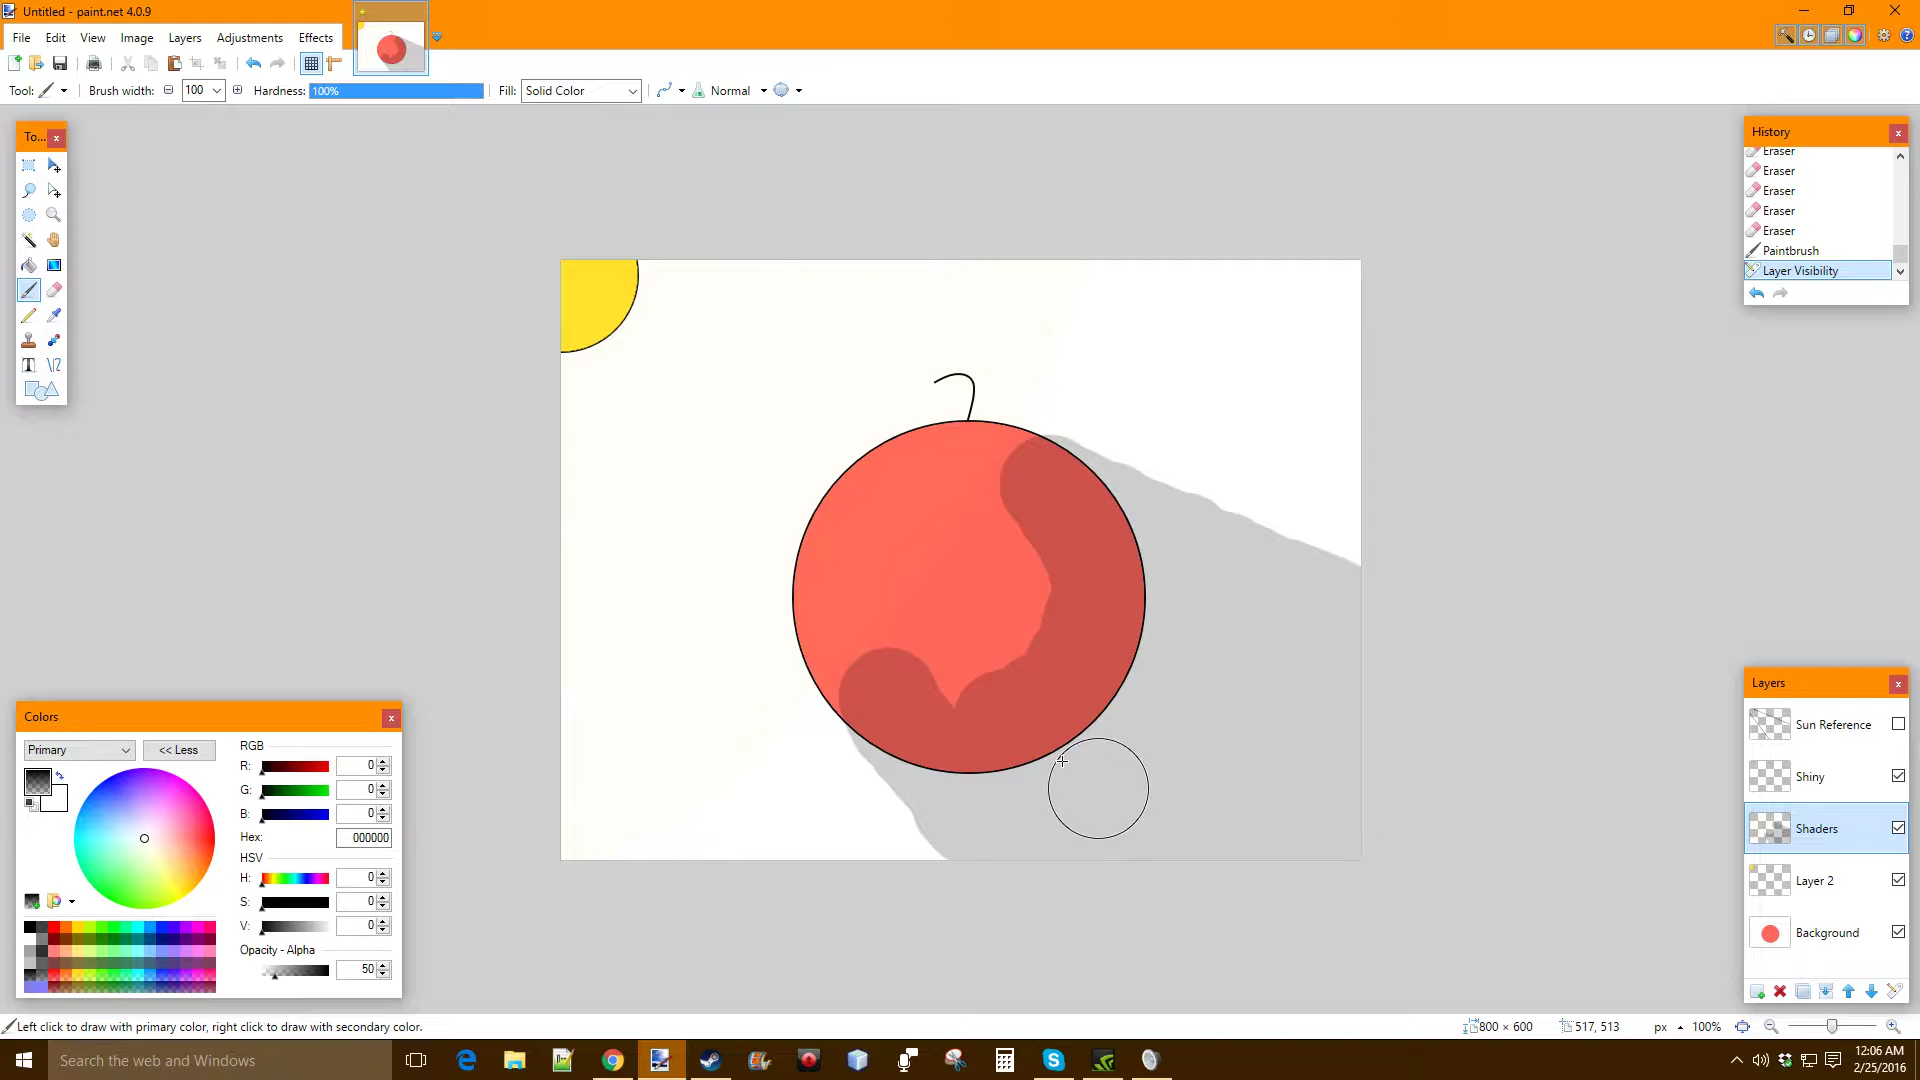 Untitled - paint.net 4.0.9
File Edit View Image Layers Adjustments Effects
Tool: Brush width: 100 Hardness: 100% Fill: Solid Color Normal
To...
History
Eraser
Eraser
Eraser
Eraser
Eraser
Paintbrush
Layer Visibility
Colors
Primary
<< Less
RGB
R: 0
G: 0
B: 0
Hex: 000000
HSV
H: 0
S: 0
V: 0
Opacity - Alpha
50
Layers
Sun Reference
Shiny
Shaders
Layer 2
Background
Left click to draw with primary color, right click to draw with secondary color.
800 × 600
517, 513
px
100%
Search the web and Windows
12:06 AM
2/25/2016